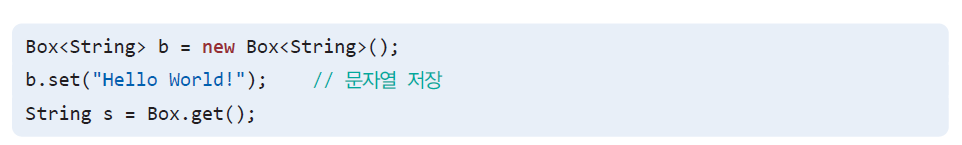 Box<String> b = new Box<String>();
b.set("Hello World!");    // 문자열 저장
String s = Box.get();